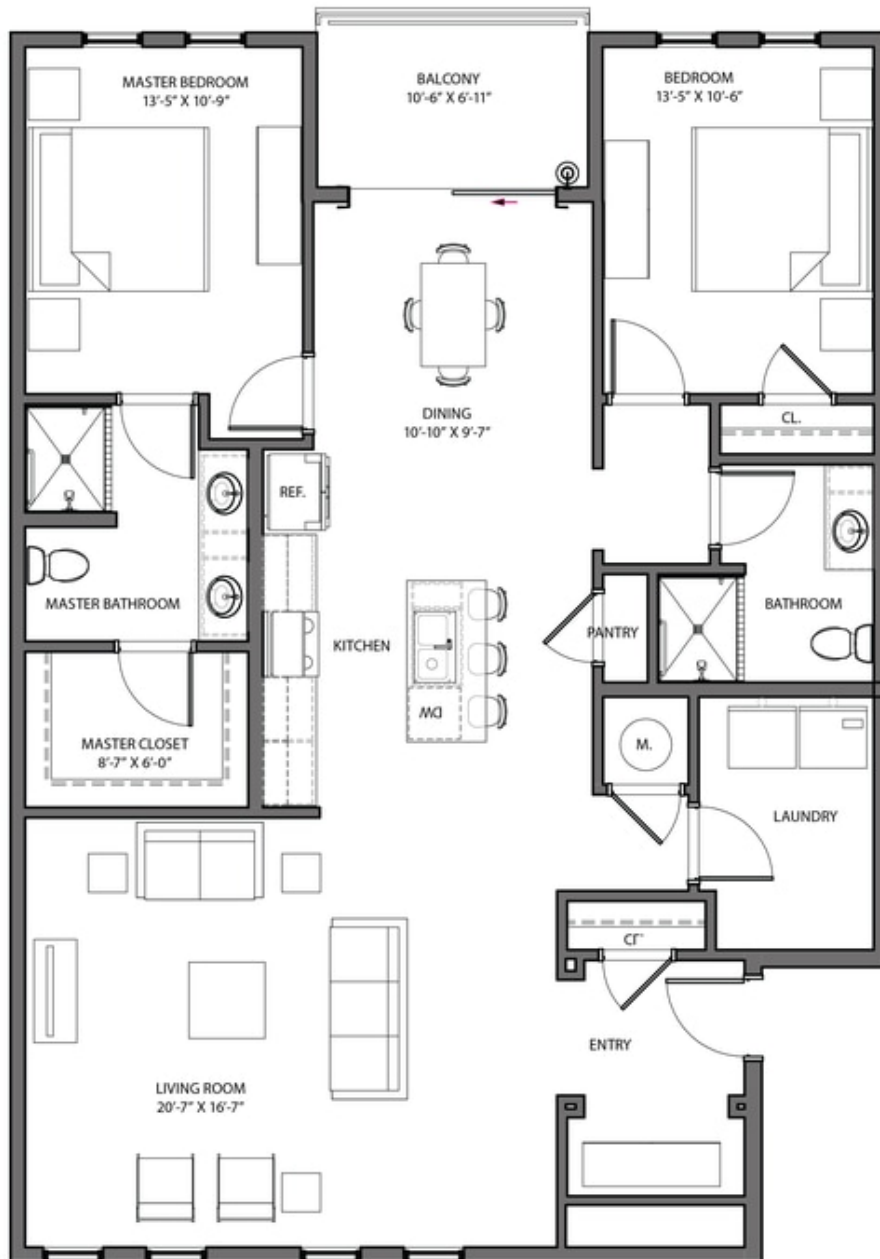 MASTER BEDROOM
13'-5" X 10'-9"
BALCONY
10'-6" X 6'-11"
BEDROOM
13'-5" X 10'-6"
DINING
10'-10" X 9'-7"
CL.
REF.
MASTER BATHROOM
KITCHEN
PANTRY
BATHROOM
DW
M.
MASTER CLOSET
8'-7" X 6'-0"
LAUNDRY
CL.
ENTRY
LIVING ROOM
20'-7" X 16'-7"